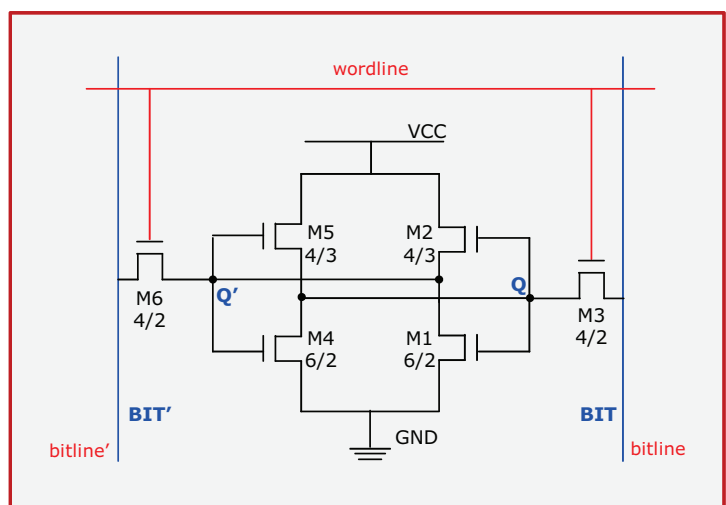 wordline
VCC
M5
4/3
M2
4/3
M6
4/2
Q’
Q
M3
4/2
M4
6/2
M1
6/2
BIT’
BIT
bitline’
GND
bitline